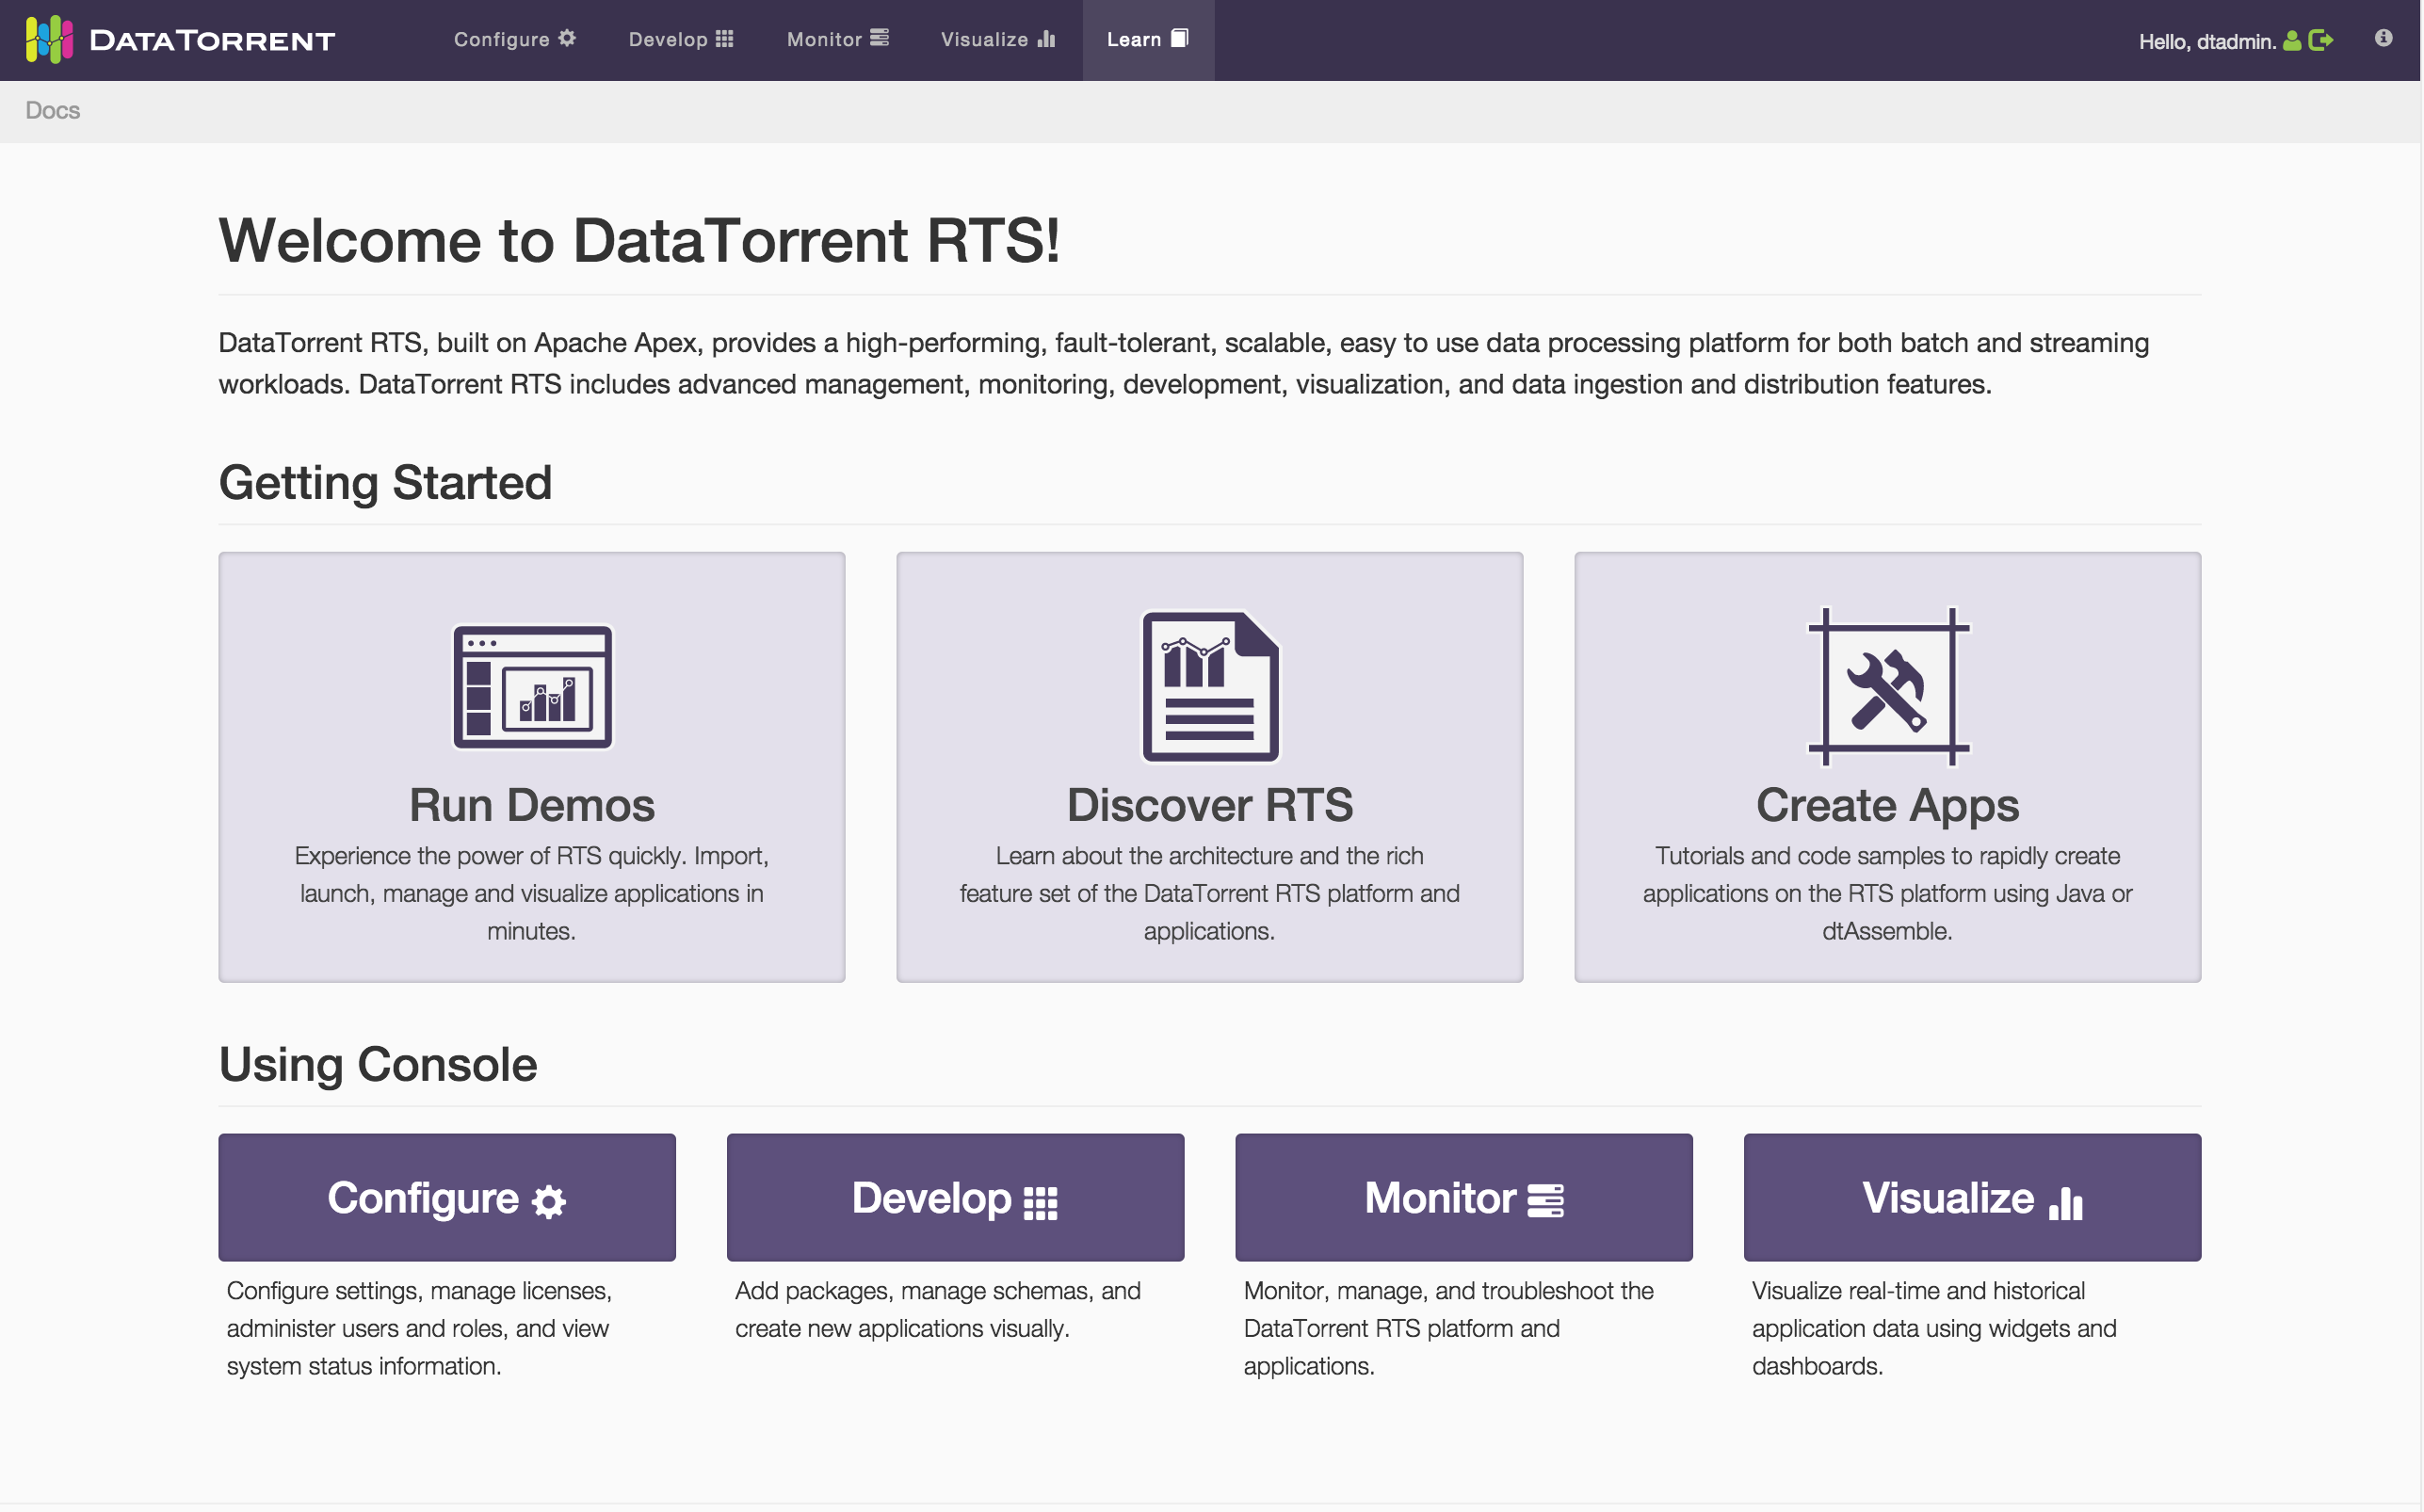 DATATORRENT
Configure
Develop
Monitor
Visualize
Learn
Hello, dtadmin.
Docs
Welcome to DataTorrent RTS!
DataTorrent RTS, built on Apache Apex, provides a high-performing, fault-tolerant, scalable, easy to use data processing platform for both batch and streaming
workloads. DataTorrent RTS includes advanced management, monitoring, development, visualization, and data ingestion and distribution features.
Getting Started
Run Demos
Experience the power of RTS quickly. Import,
launch, manage and visualize applications in
minutes.
Discover RTS
Learn about the architecture and the rich
feature set of the DataTorrent RTS platform and
applications.
Create Apps
Tutorials and code samples to rapidly create
applications on the RTS platform using Java or
dtAssemble.
Using Console
Configure
Configure settings, manage licenses,
administer users and roles, and view
system status information.
Develop
Add packages, manage schemas, and
create new applications visually.
Monitor
Monitor, manage, and troubleshoot the
DataTorrent RTS platform and
applications.
Visualize
Visualize real-time and historical
application data using widgets and
dashboards.